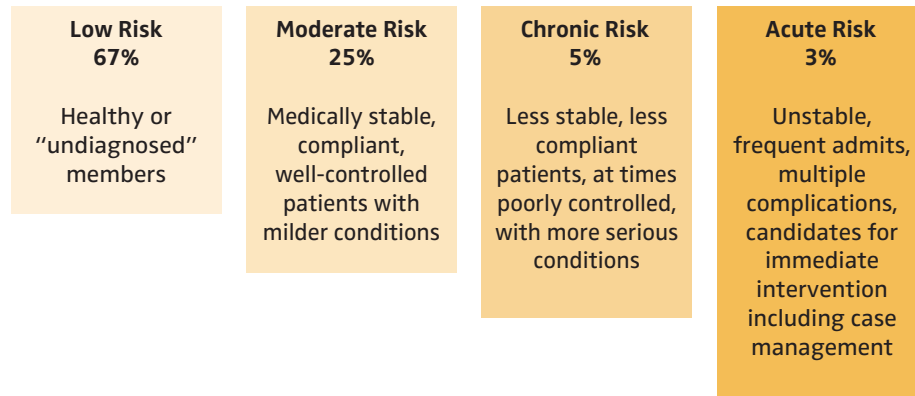 Low Risk
67%
Healthy or
"undiagnosed"
members
Moderate Risk
25%
Medically stable,
compliant,
well-controlled
patients with
milder conditions
Chronic Risk
5%
Less stable, less
compliant
patients, at times
poorly controlled,
with more serious
conditions
Acute Risk
3%
Unstable,
frequent admits,
multiple
complications,
candidates for
immediate
intervention
including case
management